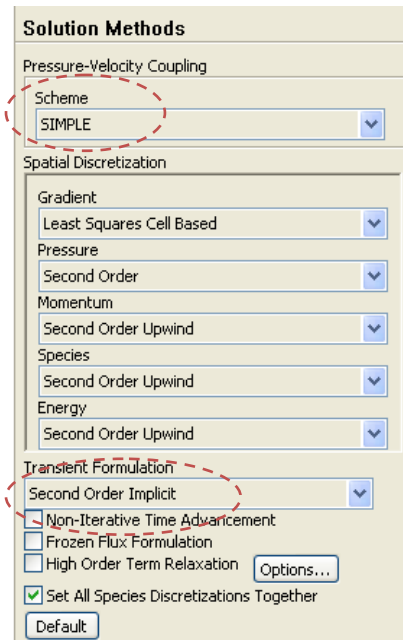 Solution Methods
Pressure-Velocity Coupling
Scheme
SIMPLE
Spatial Discretization
Gradient
Least Squares Cell Based
Pressure
Second Order
Momentum
Second Order Upwind
Species
Second Order Upwind
Energy
Second Order Upwind
Transient Formulation
Second Order Implicit
Non-Iterative Time Advancement
Frozen Flux Formulation
High Order Term Relaxation Options...
Set All Species Discretizations Together
Default